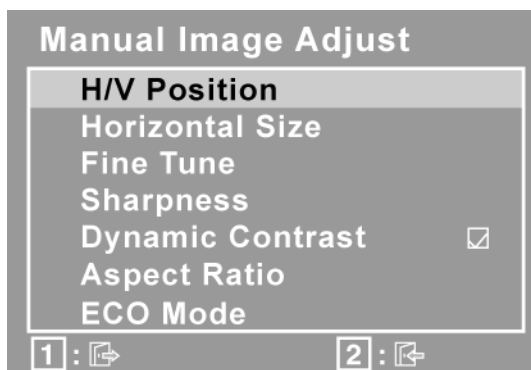 Manual Image Adjust
H/V Position
Horizontal Size
Fine Tune
Sharpness
Dynamic Contrast
Aspect Ratio
ECO Mode
1 : 2 :